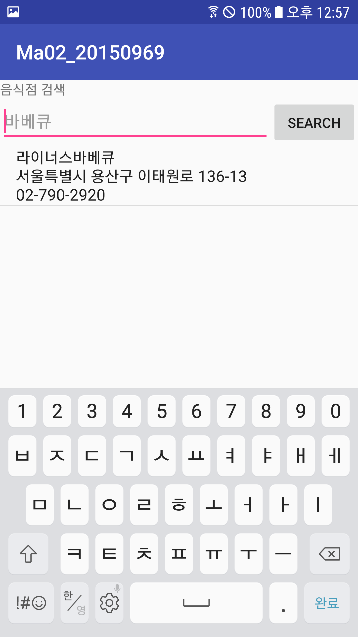 100% 오후 12:57
Ma02_20150969
음식점 검색
바베큐
SEARCH
라이너스바베큐
서울특별시 용산구 이태원로 136-13
02-790-2920
1 2 3 4 5 6 7 8 9 0
ㅂ ㅈ ㄷ ㄱ ㅅ ㅛ ㅕ ㅑ ㅐ ㅔ
ㅁ ㄴ ㅇ ㄹ ㅎ ㅗ ㅓ ㅏ ㅣ
ㅋ ㅌ ㅊ ㅍ ㅠ ㅜ ㅡ
!#☺ 한/영 . 완료